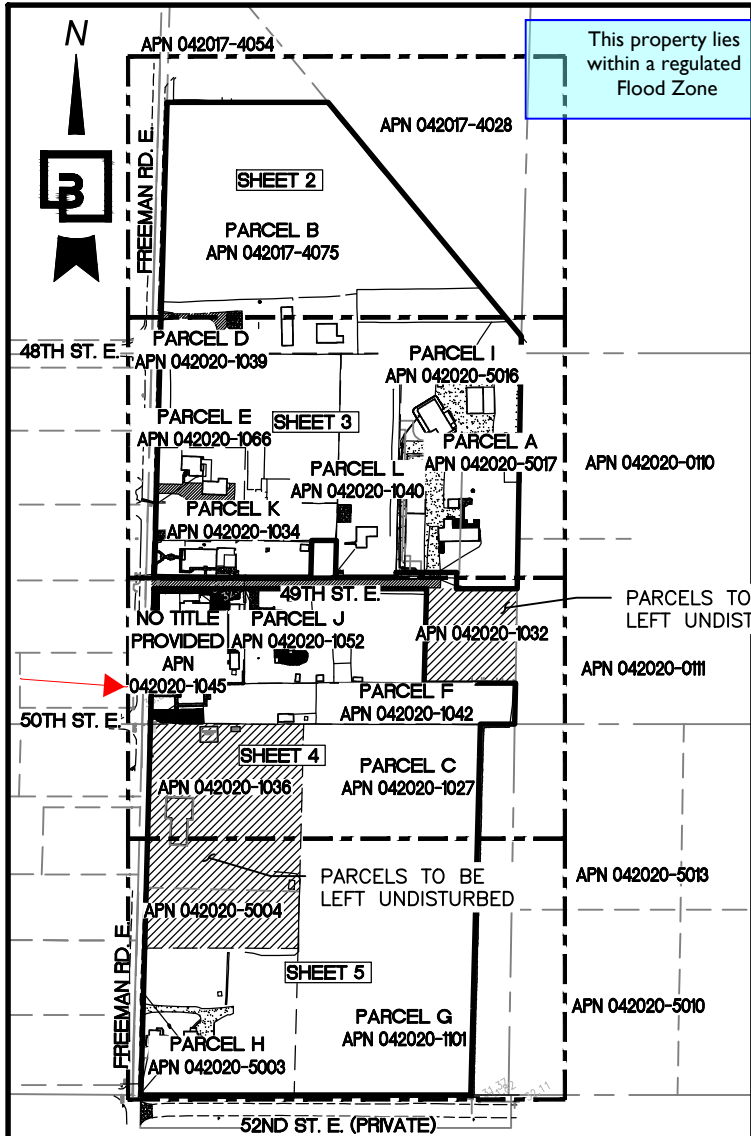 N
APN 042017-4054
This property lies
within a regulated
Flood Zone
APN 042017-4028
FREEMAN RD. E.
SHEET 2
PARCEL B
APN 042017-4075
48TH ST. E.
PARCEL D
APN 042020-1039
PARCEL I
APN 042020-5016
PARCEL E
APN 042020-1066
SHEET 3
PARCEL A
APN 042020-5017
APN 042020-0110
PARCEL L
APN 042020-1040
PARCEL K
APN 042020-1034
49TH ST. E.
PARCELS TO
LEFT UNDIST
NO TITLE
PROVIDED
APN
042020-1045
PARCEL J
APN 042020-1052
APN 042020-1032
APN 042020-0111
50TH ST. E.
PARCEL F
APN 042020-1042
SHEET 4
APN 042020-1036
PARCEL C
APN 042020-1027
PARCELS TO BE
LEFT UNDISTURBED
APN 042020-5013
APN 042020-5004
FREEMAN RD. E.
SHEET 5
APN 042020-5010
PARCEL G
APN 042020-1101
PARCEL H
APN 042020-5003
52ND ST. E. (PRIVATE)